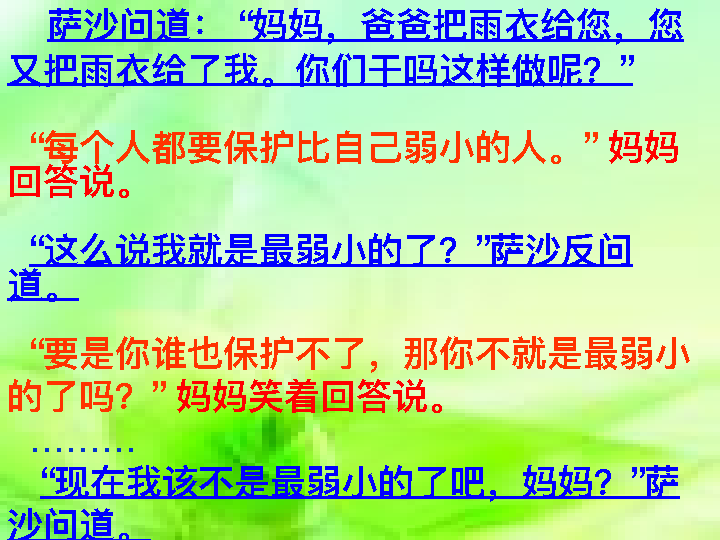 萨沙问道：“妈妈，爸爸把雨衣给您，您
又把雨衣给了我。你们干吗这样做呢？”
“每个人都要保护比自己弱小的人。”妈妈
回答说。
“这么说我就是最弱小的了？”萨沙反问
道。
“要是你谁也保护不了，那你不就是最弱小
的了吗？”妈妈笑着回答说。
………
“现在我该不是最弱小的了吧，妈妈？”萨
沙问道。